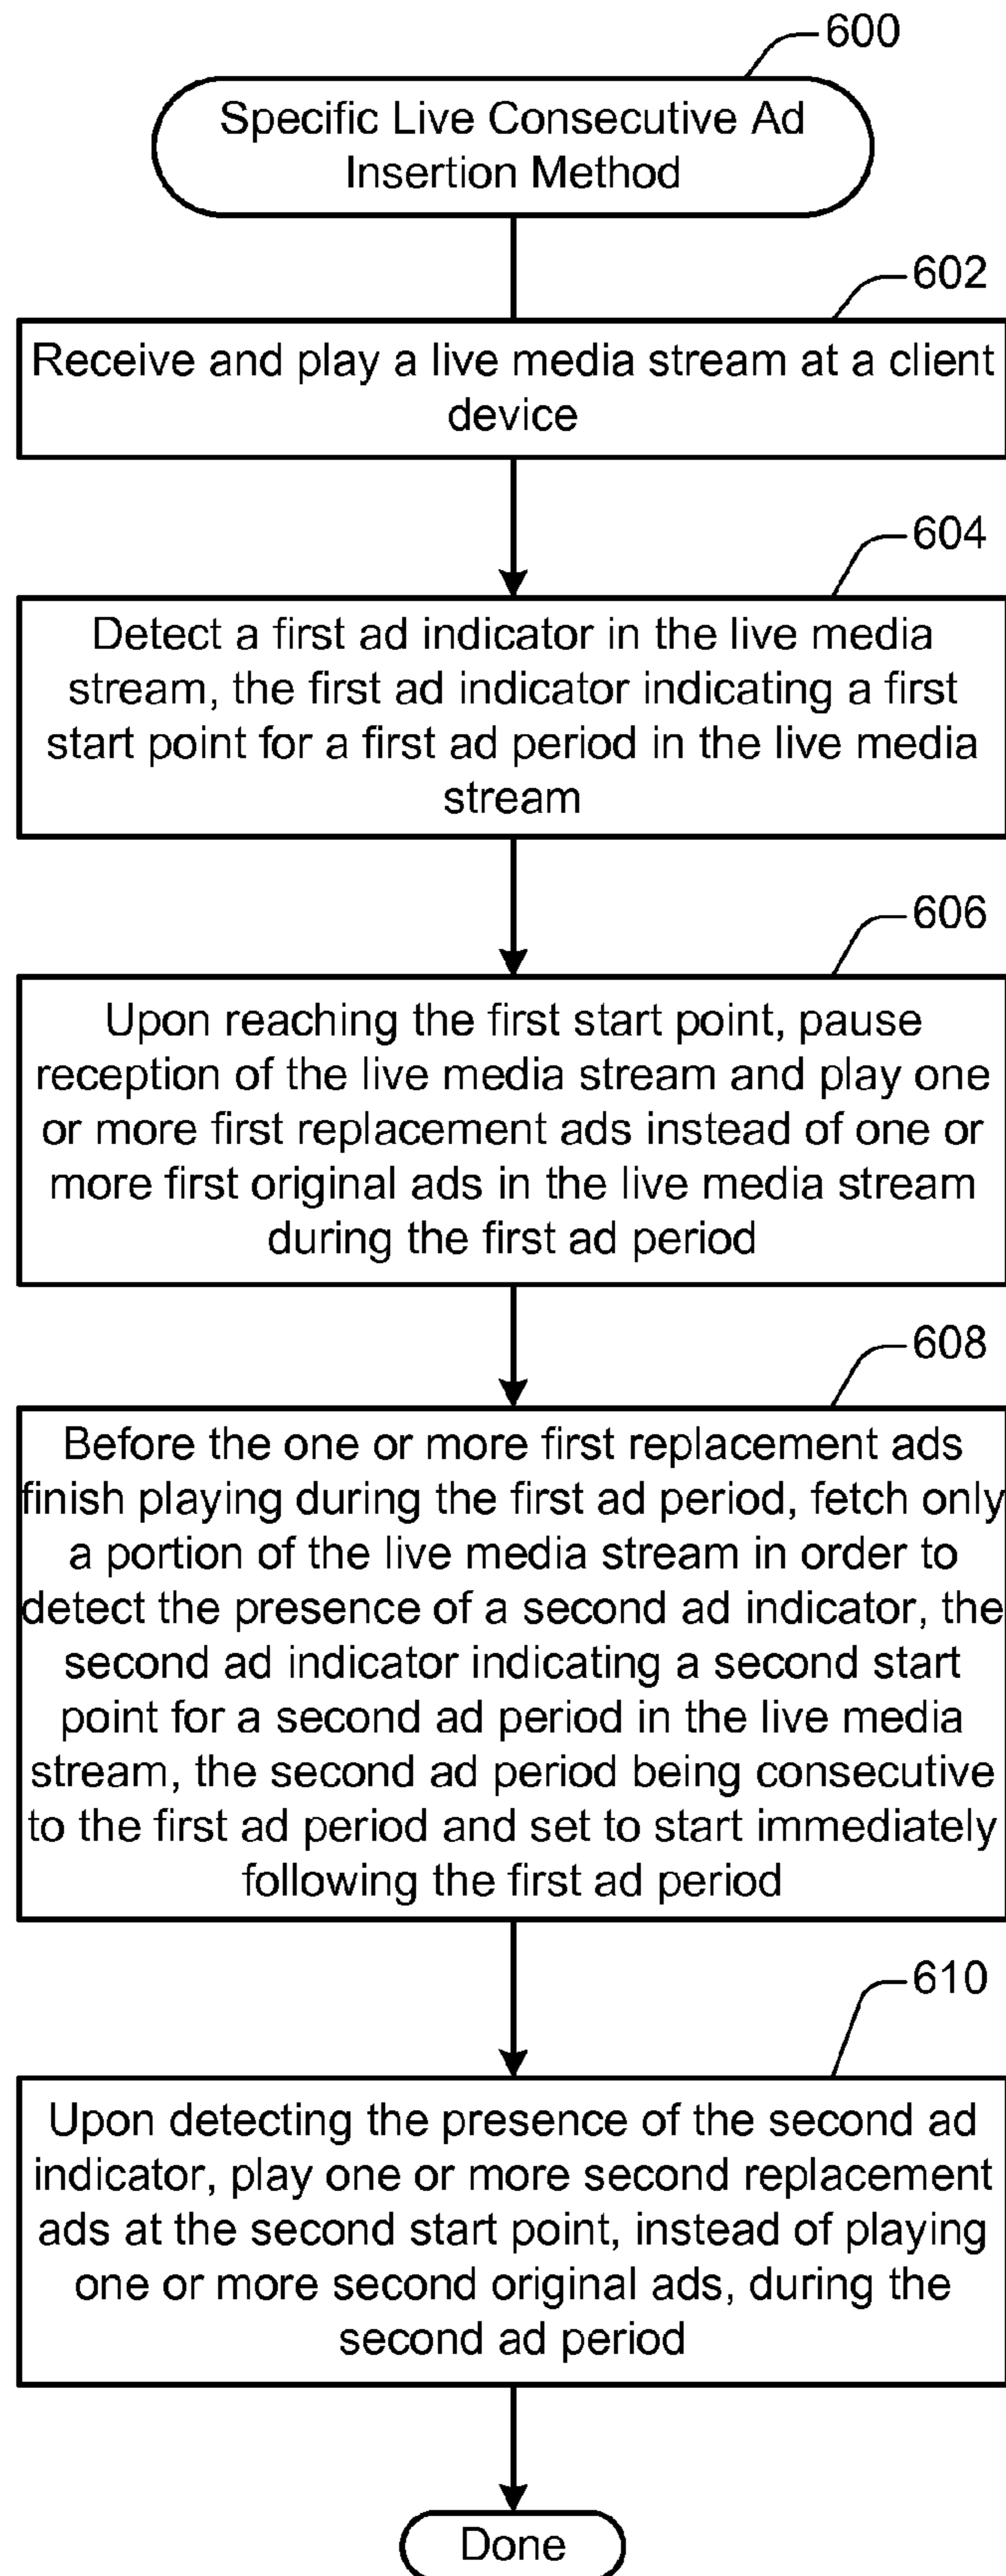 600
Specific Live Consecutive Ad
Insertion Method
602
Receive and play a live media stream at a client
device
604
Detect a first ad indicator in the live media
stream, the first ad indicator indicating a first
start point for a first ad period in the live media
stream
606
Upon reaching the first start point, pause
reception of the live media stream and play one
or more first replacement ads instead of one or
more first original ads in the live media stream
during the first ad period
608
Before the one or more first replacement ads
finish playing during the first ad period, fetch only
a portion of the live media stream in order to
detect the presence of a second ad indicator, the
second ad indicator indicating a second start
point for a second ad period in the live media
stream, the second ad period being consecutive
to the first ad period and set to start immediately
following the first ad period
610
Upon detecting the presence of the second ad
indicator, play one or more second replacement
ads at the second start point, instead of playing
one or more second original ads, during the
second ad period
Done